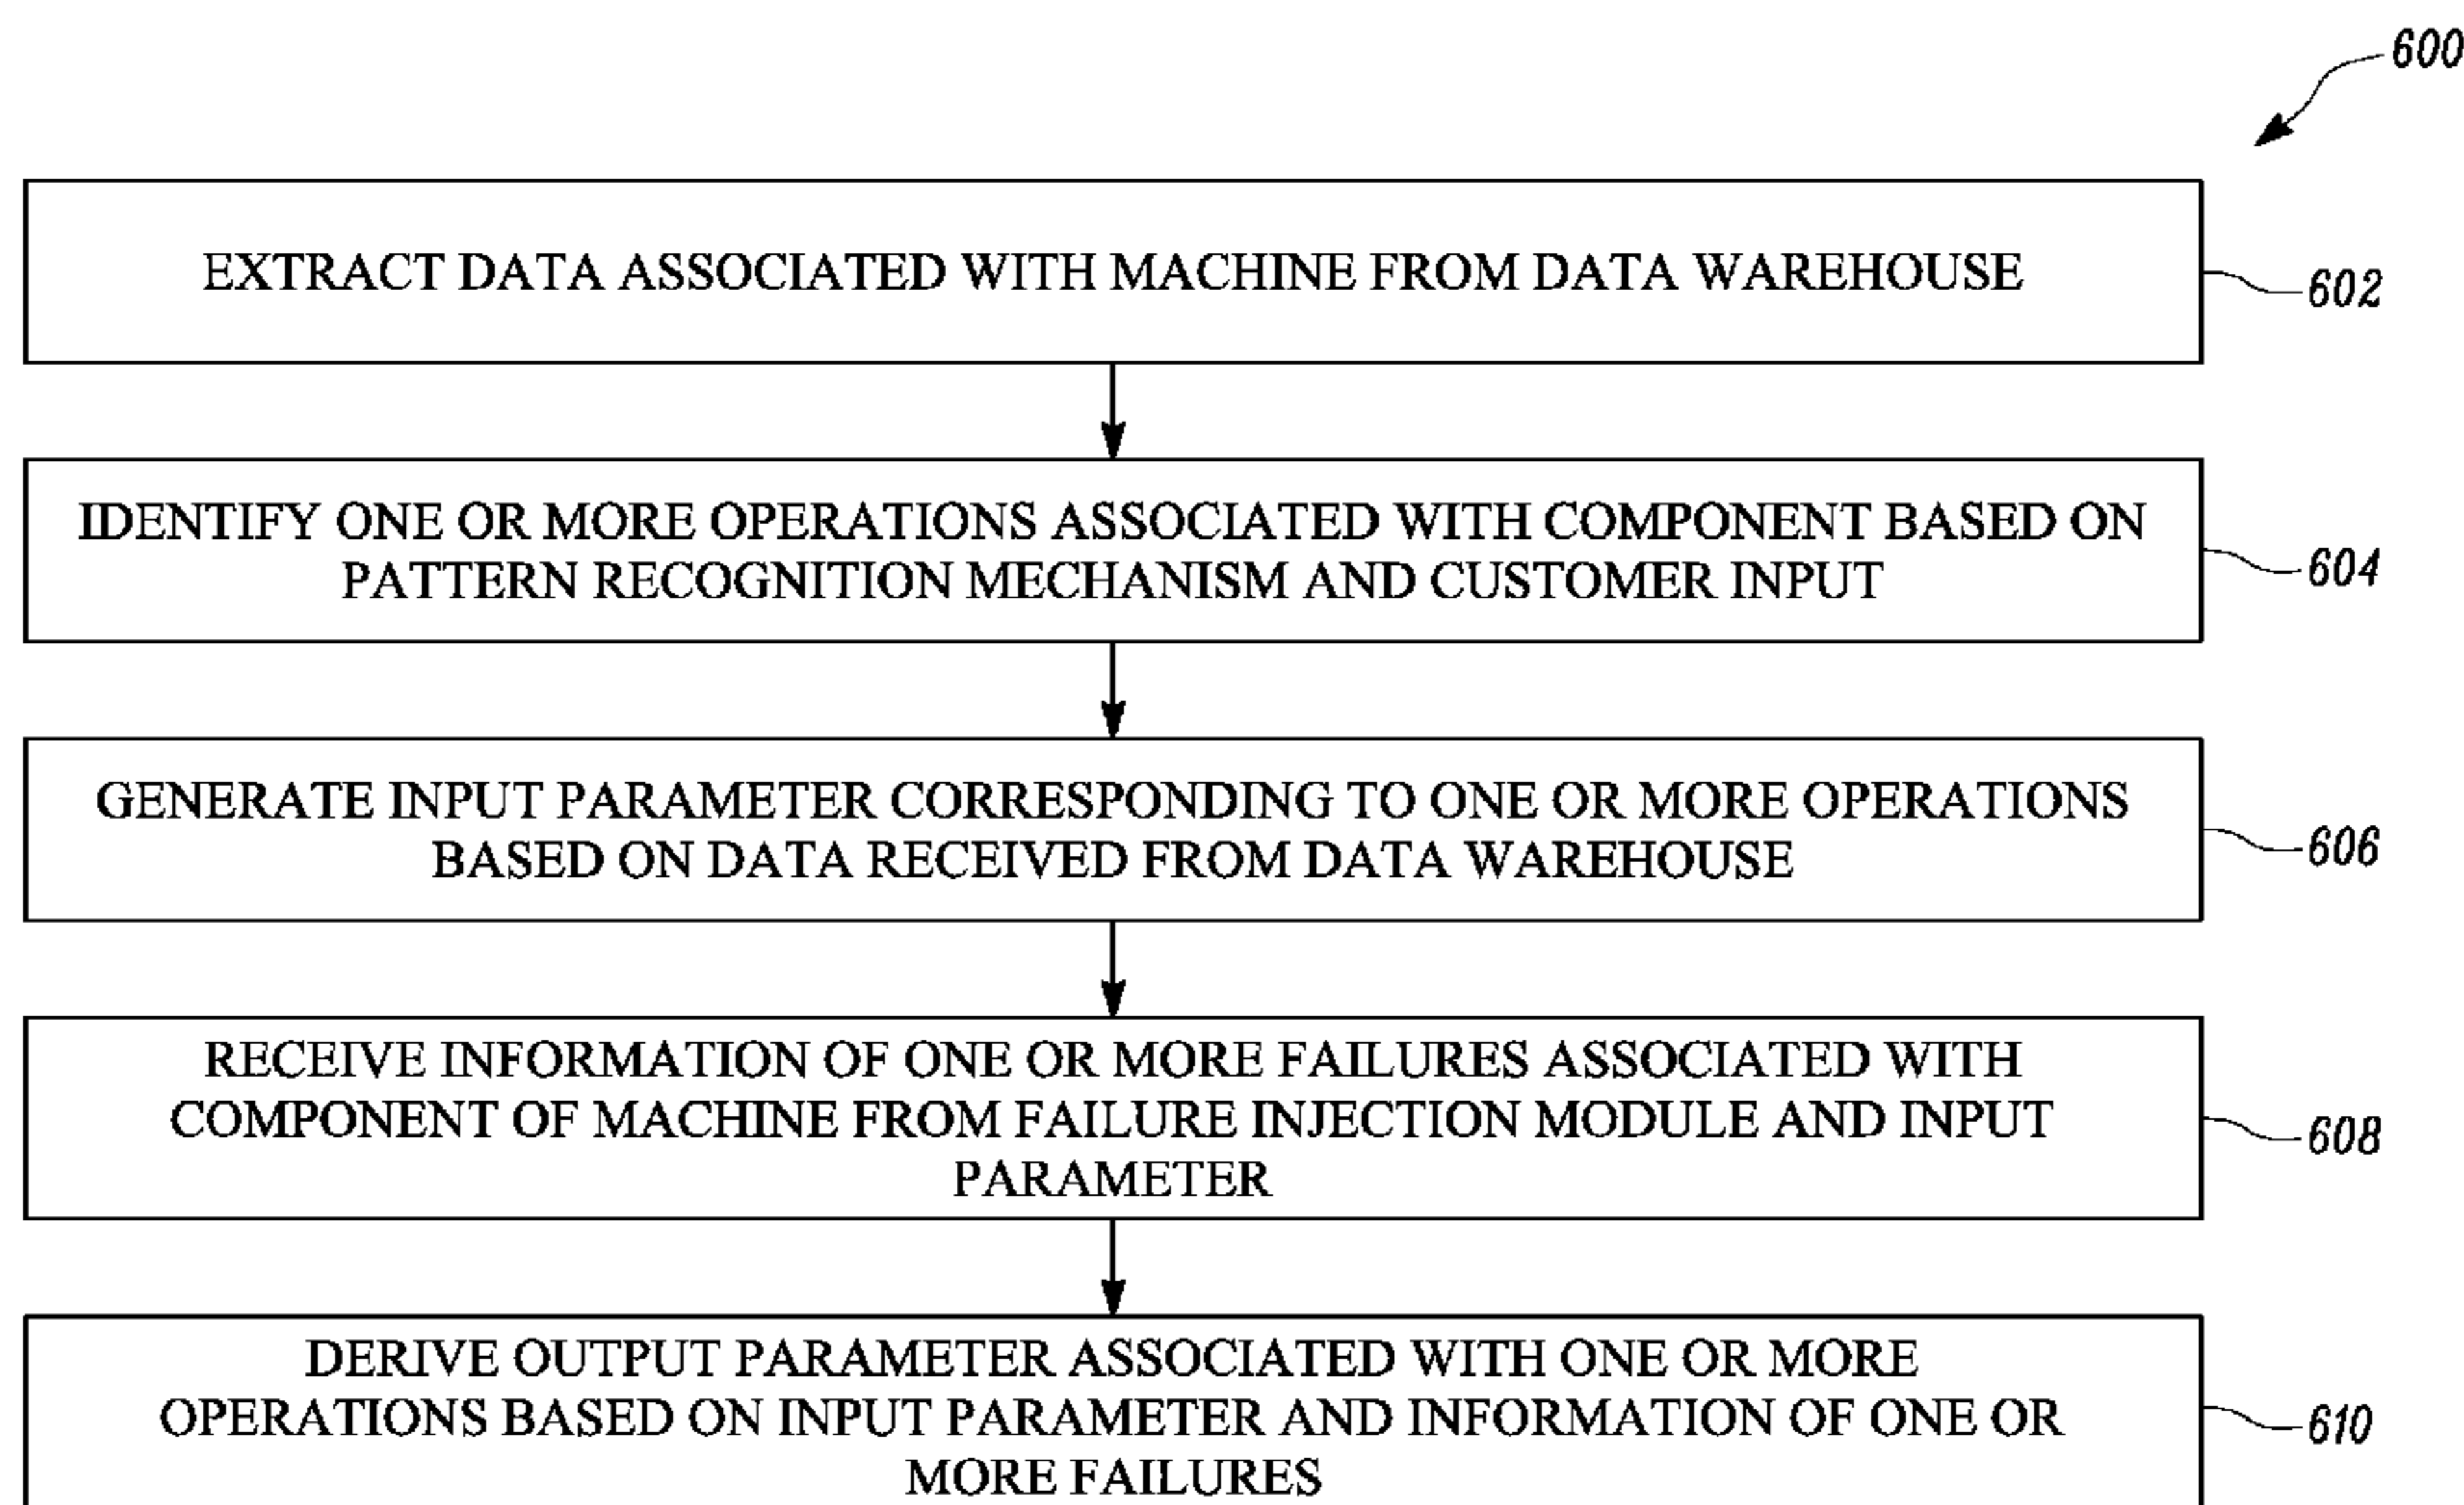 600
EXTRACT DATA ASSOCIATED WITH MACHINE FROM DATA WAREHOUSE
602
IDENTIFY ONE OR MORE OPERATIONS ASSOCIATED WITH COMPONENT BASED ON
PATTERN RECOGNITION MECHANISM AND CUSTOMER INPUT
604
GENERATE INPUT PARAMETER CORRESPONDING TO ONE OR MORE OPERATIONS
BASED ON DATA RECEIVED FROM DATA WAREHOUSE
606
RECEIVE INFORMATION OF ONE OR MORE FAILURES ASSOCIATED WITH
COMPONENT OF MACHINE FROM FAILURE INJECTION MODULE AND INPUT
PARAMETER
608
DERIVE OUTPUT PARAMETER ASSOCIATED WITH ONE OR MORE
OPERATIONS BASED ON INPUT PARAMETER AND INFORMATION OF ONE OR
MORE FAILURES
610